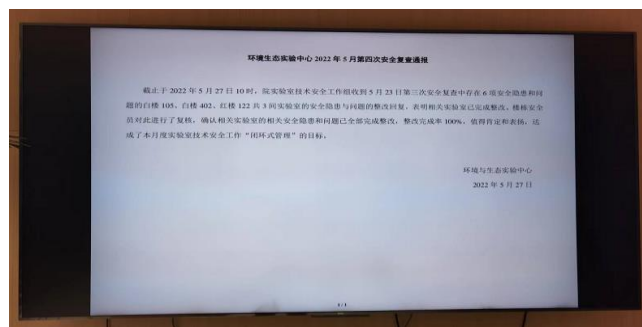 环境生态实验中心 2022 年 5 月第四次安全复查通报
截止于 2022 年 5 月 27 日 10 时，院实验室技术安全工作组收到 5 月 23 日第三次安全复查中存在 6 项安全隐患和问
题的白楼 105、白楼 402、红楼 122 共 3 间实验室的安全隐患与问题的整改回复，表明相关实验室已完成整改。楼栋安全
员对此进行了复核，确认相关实验室的相关安全隐患和问题已全部完成整改，整改完成率 100%，值得肯定和表扬，达
成了本月度实验室技术安全工作“闭环式管理”的目标。
环境与生态实验中心
2022 年 5 月 27 日
1 / 1